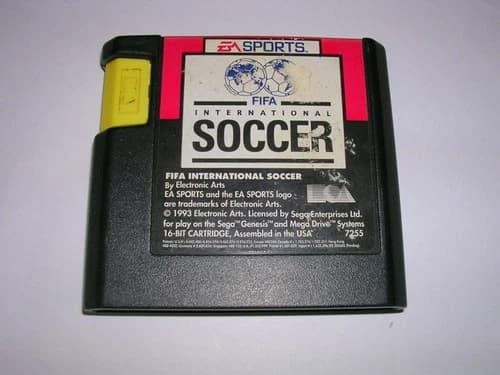 EA SPORTS™
FIFA
INTERNATIONAL
SOCCER
FIFA INTERNATIONAL SOCCER
By Electronic Arts
EA SPORTS and the EA SPORTS logo
are trademarks of Electronic Arts.
© 1993 Electronic Arts. Licensed by Sega Enterprises Ltd.
for play on the Sega™ Genesis™ and Mega Drive™ Systems
16-BIT CARTRIDGE, Assembled in the USA 7255